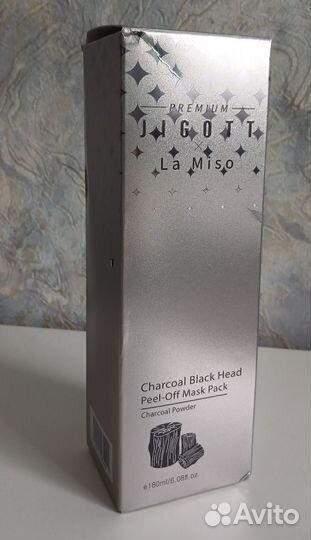 PREMIUM
JIGOTT
×
La Miso
Charcoal Black Head
Peel-Off Mask Pack
Charcoal Powder
e180ml/6.08fl.oz.
Avito